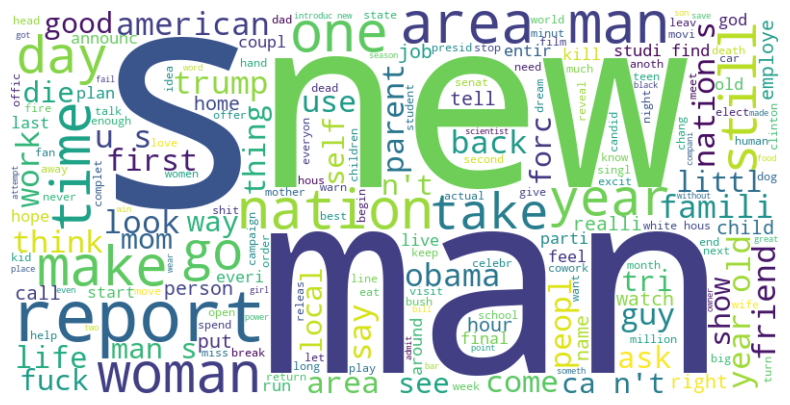 head
good
american
dad
introduc new
state
area
man
studi
find
god
son
save
got
day
announc
S
new
one
coupl
minut
world
film
movi
leav
death
word
trump
idea
hand
president
stop
job
entir
kill
car
nation s
still
employe
offic
fail
talk
die
plan
home
offer
thing
use
parent
dead
season
senat
need
much
anoth
teen
old
meet
fire
enough
u s
self
student
tell
forc
dream
reveal
black
night
elect
made
last
work
time
first
love
children
everyon
back
scientist
second
candid
chang
human
clinton
fan
away
complet
women
n't
mother
hous
warn
begin
know
singl
excit
compani
without
dog
food
attempt
never
look
way
shit
nation
actual
give
take
year
famili
littl
hope
think
mom
win
campaign
best
order
live
keep
parti
realli
white hous
child
end
next
great
kid
place
make
go
wear
everi
man
celebr
obama
feel
cowork
want
tri
watch
month
friend
call
start
person
girl
releas
line
eat
visit
bush
school
hour
final
peopl
name
guy
show
owner
wife
even
move
report
open
power
local
say
bill
admit
point
million
year old
two
help
life
man s
put
spend
miss
break
let
long
play
around
bar
someth
ask
right
big
turn
fuck
woman
run
return
area
see
week
come
ca n't